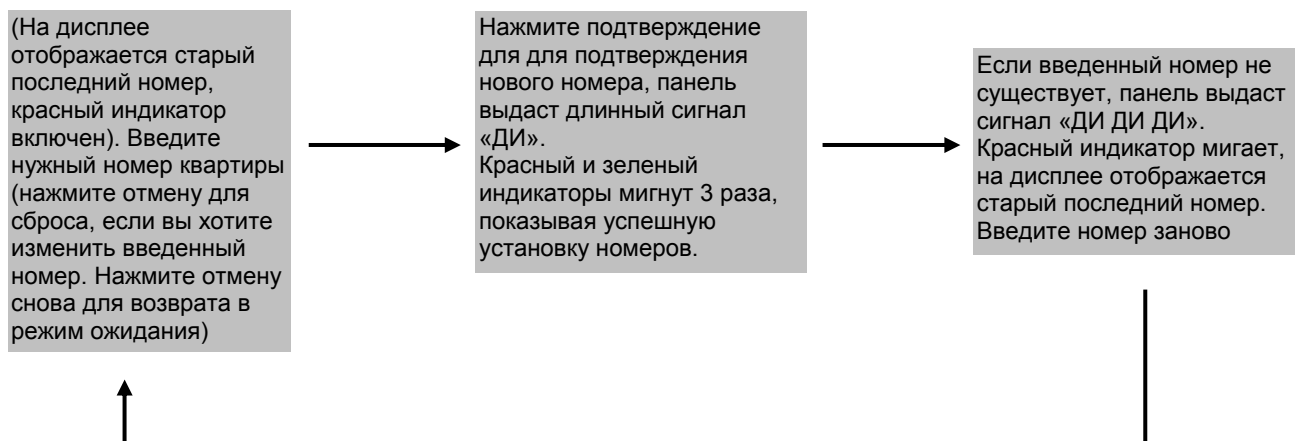 (На дисплее
отображается старый
последний номер,
красный индикатор
включен). Введите
нужный номер квартиры
(нажмите отмену для
сброса, если вы хотите
изменить введенный
номер. Нажмите отмену
снова для возврата в
режим ожидания)
Нажмите подтверждение
для для подтверждения
нового номера, панель
выдаст длинный сигнал
«ДИ».
Красный и зеленый
индикаторы мигнут 3 раза,
показывая успешную
установку номеров.
Если введенный номер не
существует, панель выдаст
сигнал «ДИ ДИ ДИ».
Красный индикатор мигает,
на дисплее отображается
старый последний номер.
Введите номер заново